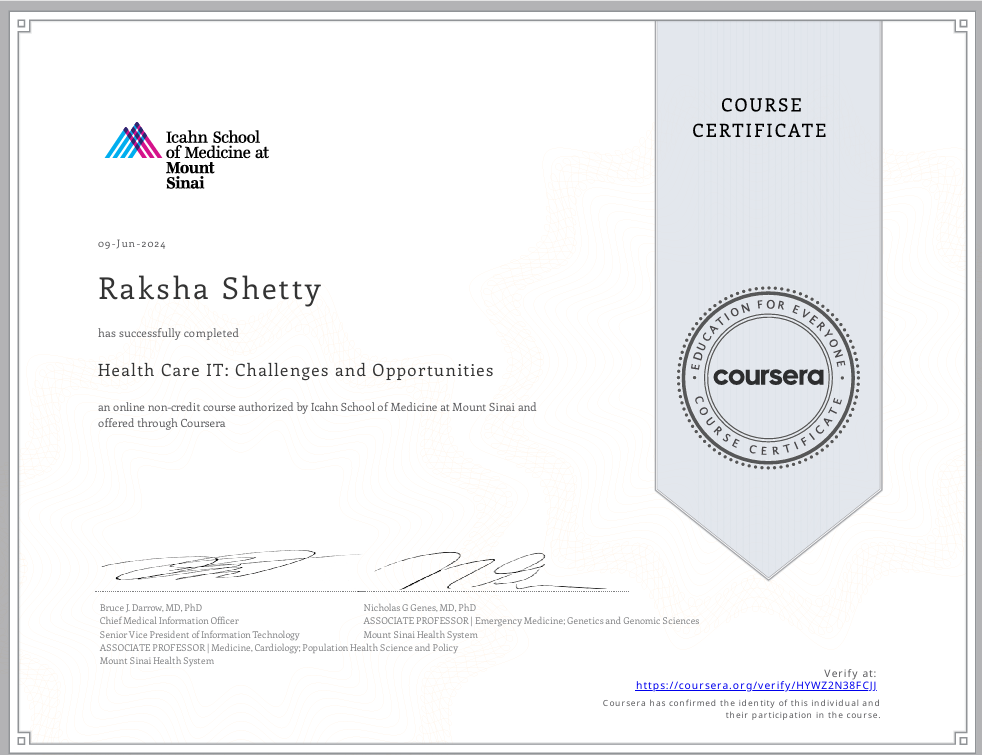 COURSE
CERTIFICATE
Icahn School
of Medicine at
Mount
Sinai
09-Jun-2024
Raksha Shetty
has successfully completed
Health Care IT: Challenges and Opportunities
an online non-credit course authorized by Icahn School of Medicine at Mount Sinai and
offered through Coursera
EDUCATION FOR EVERYONE
coursera
COURSE CERTIFICATE
Bruce J. Darrow, MD, PhD
Chief Medical Information Officer
Senior Vice President of Information Technology
ASSOCIATE PROFESSOR | Medicine, Cardiology; Population Health Science and Policy
Mount Sinai Health System
Nicholas G Genes, MD, PhD
ASSOCIATE PROFESSOR | Emergency Medicine; Genetics and Genomic Sciences
Mount Sinai Health System
Verify at:
https://coursera.org/verify/HYWZ2N38FCJJ
Coursera has confirmed the identity of this individual and
their participation in the course.